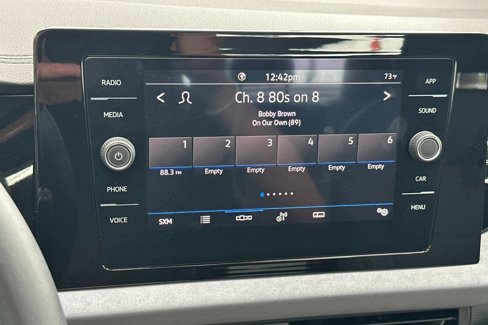 RADIO
MEDIA
PHONE
VOICE
12:42pm
73°F
Ch. 8 80s on 8
Bobby Brown
On Our Own (89)
1 2 3 4 5 6
88.3 FM Empty Empty Empty Empty Empty
SXM
APP
SOUND
CAR
MENU